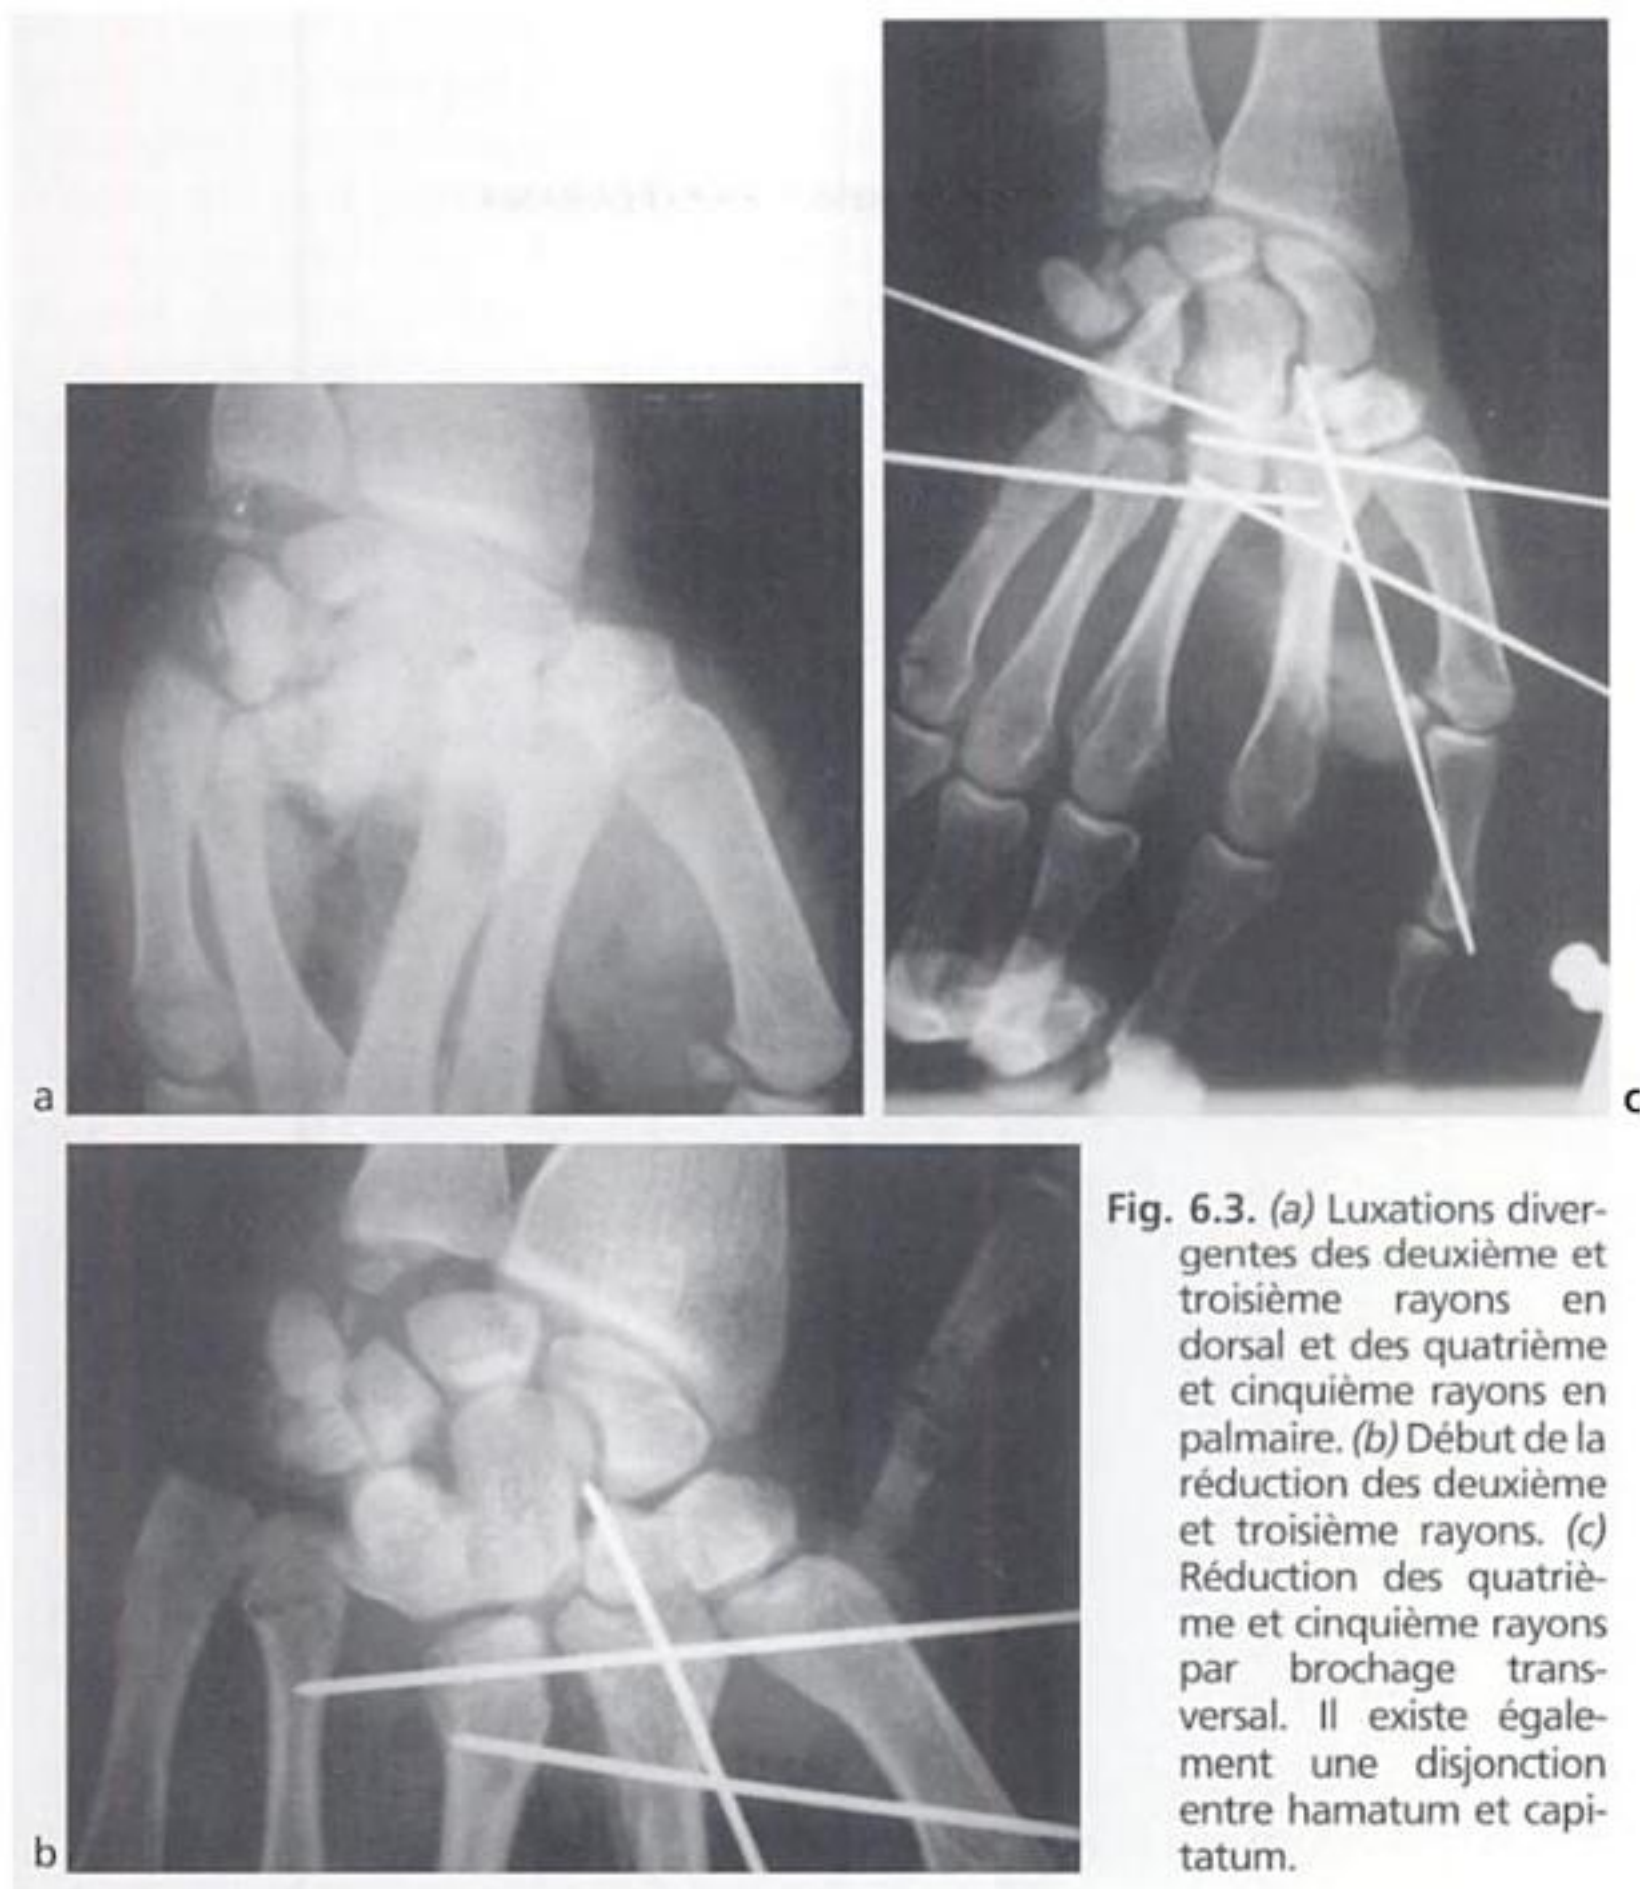 a
c
b
Fig. 6.3. (a) Luxations diver-
gentes des deuxième et
troisième rayons en
dorsal et des quatrième
et cinquième rayons en
palmaire. (b) Début de la
réduction des deuxième
et troisième rayons. (c)
Réduction des quatriè-
me et cinquième rayons
par brochage trans-
versal. Il existe égale-
ment une disjonction
entre hamatum et capi-
tatum.